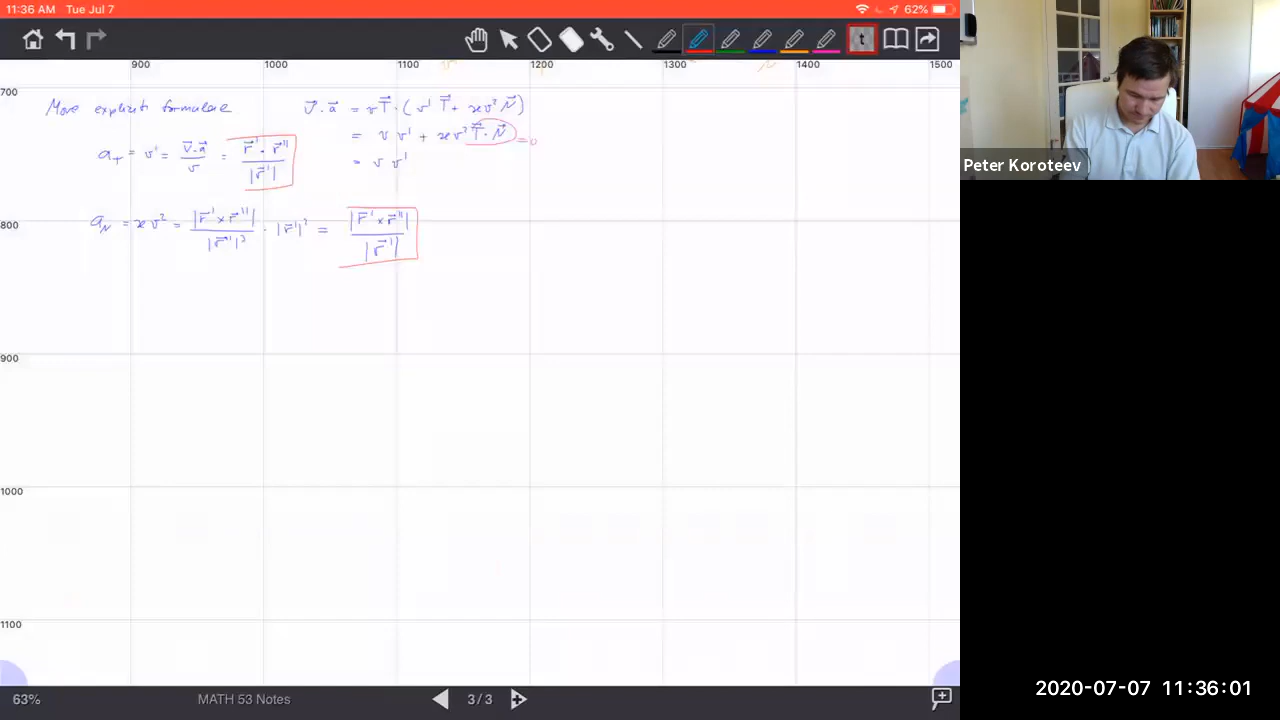 11:36 AM Tue Jul 7 62%
900 1000 1100 1200 1300 1400 1500
700
More explicit formulae
v⃗·a⃗ = v T⃗·(v' T⃗ + ϰv² N⃗)
= v v' + ϰv³ T⃗·N⃗ = 0
= v v'
a_T = v' = (v⃗·a⃗)/v = (r⃗'·r⃗'')/|r⃗'|
800
a_N = ϰv² = |r⃗'×r⃗''|/|r⃗'|³ · |r⃗'|² = |r⃗'×r⃗''|/|r⃗'|
900
1000
1100
63% MATH 53 Notes 3/3
t
Peter Koroteev
2020-07-07 11:36:01